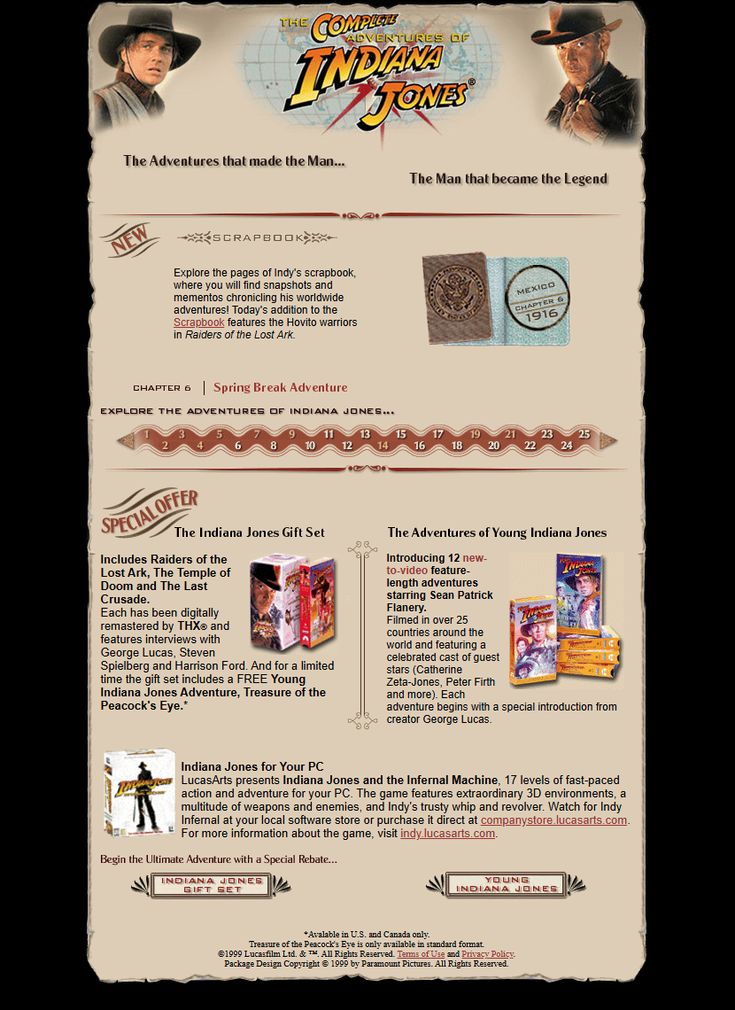 THE COMPLETE
ADVENTURES OF
INDIANA
JONES®
The Adventures that made the Man...
The Man that became the Legend
NEW
SCRAPBOOK
Explore the pages of Indy's scrapbook,
where you will find snapshots and
mementos chronicling his worldwide
adventures! Today's addition to the
Scrapbook features the Hovito warriors
in Raiders of the Lost Ark.
MEXICO
CHAPTER 6
1916
CHAPTER 6 | Spring Break Adventure
EXPLORE THE ADVENTURES OF INDIANA JONES...
1 3 5 7 9 11 13 15 17 19 21 23 25
2 4 6 8 10 12 14 16 18 20 22 24
SPECIAL OFFER
The Indiana Jones Gift Set
Includes Raiders of the
Lost Ark, The Temple of
Doom and The Last
Crusade.
Each has been digitally
remastered by THX® and
features interviews with
George Lucas, Steven
Spielberg and Harrison Ford. And for a limited
time the gift set includes a FREE Young
Indiana Jones Adventure, Treasure of the
Peacock's Eye.*
The Adventures of Young Indiana Jones
Introducing 12 new-
to-video feature-
length adventures
starring Sean Patrick
Flanery.
Filmed in over 25
countries around the
world and featuring a
celebrated cast of guest
stars (Catherine
Zeta-Jones, Peter Firth
and more). Each
adventure begins with a special introduction from
creator George Lucas.
INDIANA
JONES
INDIANA
JONES
INDIANA JONES
Indiana Jones for Your PC
LucasArts presents Indiana Jones and the Infernal Machine, 17 levels of fast-paced
action and adventure for your PC. The game features extraordinary 3D environments, a
multitude of weapons and enemies, and Indy's trusty whip and revolver. Watch for Indy
Infernal at your local software store or purchase it direct at companystore.lucasarts.com.
For more information about the game, visit indy.lucasarts.com.
Begin the Ultimate Adventure with a Special Rebate...
INDIANA JONES
GIFT SET
YOUNG
INDIANA JONES
*Avalable in U.S. and Canada only.
Treasure of the Peacock's Eye is only available in standard format.
©1999 Lucasfilm Ltd. & ™. All Rights Reserved. Terms of Use and Privacy Policy.
Package Design Copyright © 1999 by Paramount Pictures. All Rights Reserved.